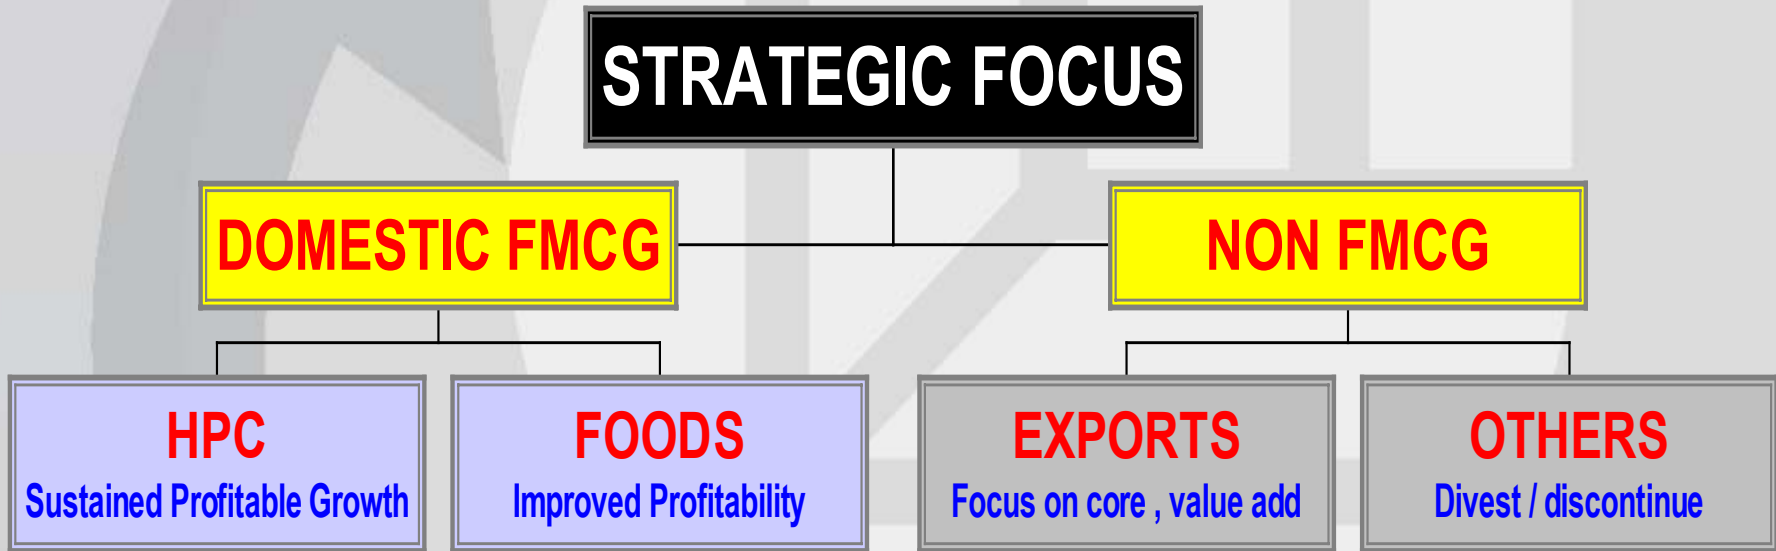 STRATEGIC FOCUS
DOMESTIC FMCG
NON FMCG
HPC
Sustained Profitable Growth
FOODS
Improved Profitability
EXPORTS
Focus on core , value add
OTHERS
Divest / discontinue